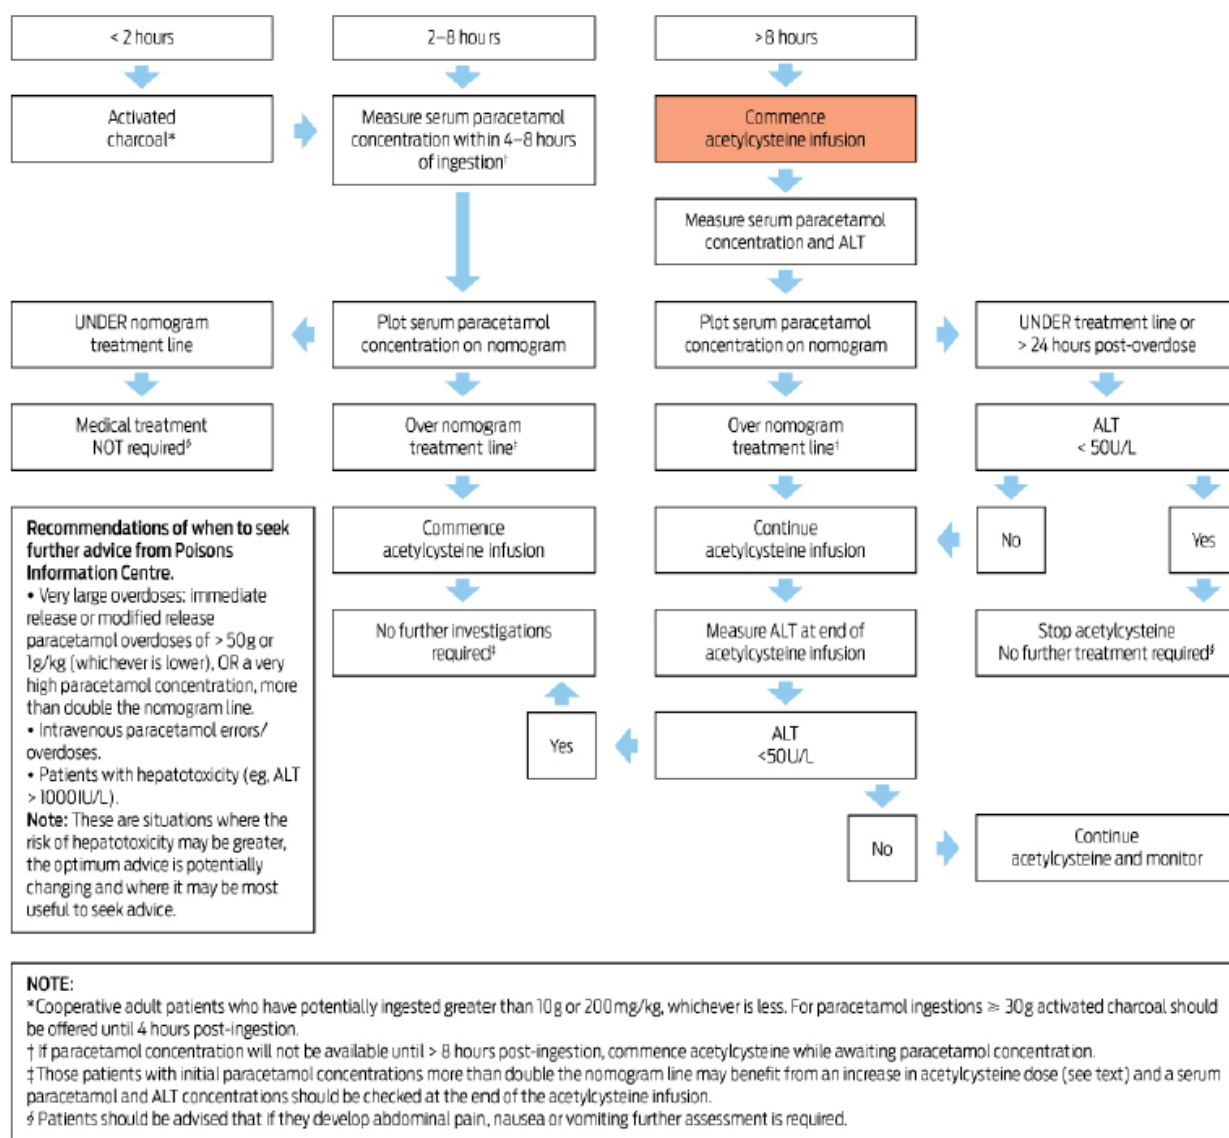 < 2 hours
2–8 hours
>8 hours
Activated
charcoal*
Measure serum paracetamol
concentration within 4–8 hours
of ingestion†
Commence
acetylcysteine infusion
Measure serum paracetamol
concentration and ALT
UNDER nomogram
treatment line
Plot serum paracetamol
concentration on nomogram
Plot serum paracetamol
concentration on nomogram
UNDER treatment line or
> 24 hours post-overdose
Medical treatment
NOT required§
Over nomogram
treatment line‡
Over nomogram
treatment line‡
ALT
< 50U/L
Recommendations of when to seek
further advice from Poisons
Information Centre.
• Very large overdoses: immediate
release or modified release
paracetamol overdoses of > 50g or
1g/kg (whichever is lower), OR a very
high paracetamol concentration, more
than double the nomogram line.
• Intravenous paracetamol errors/
overdoses.
• Patients with hepatotoxicity (eg, ALT
> 1000IU/L).
Note: These are situations where the
risk of hepatotoxicity may be greater,
the optimum advice is potentially
changing and where it may be most
useful to seek advice.
Commence
acetylcysteine infusion
Continue
acetylcysteine infusion
No
Yes
No further investigations
required‡
Measure ALT at end of
acetylcysteine infusion
Stop acetylcysteine
No further treatment required§
Yes
ALT
<50U/L
No
Continue
acetylcysteine and monitor
NOTE:
*Cooperative adult patients who have potentially ingested greater than 10g or 200mg/kg, whichever is less. For paracetamol ingestions ≥ 30g activated charcoal should
be offered until 4 hours post-ingestion.
† If paracetamol concentration will not be available until > 8 hours post-ingestion, commence acetylcysteine while awaiting paracetamol concentration.
‡ Those patients with initial paracetamol concentrations more than double the nomogram line may benefit from an increase in acetylcysteine dose (see text) and a serum
paracetamol and ALT concentrations should be checked at the end of the acetylcysteine infusion.
§ Patients should be advised that if they develop abdominal pain, nausea or vomiting further assessment is required.